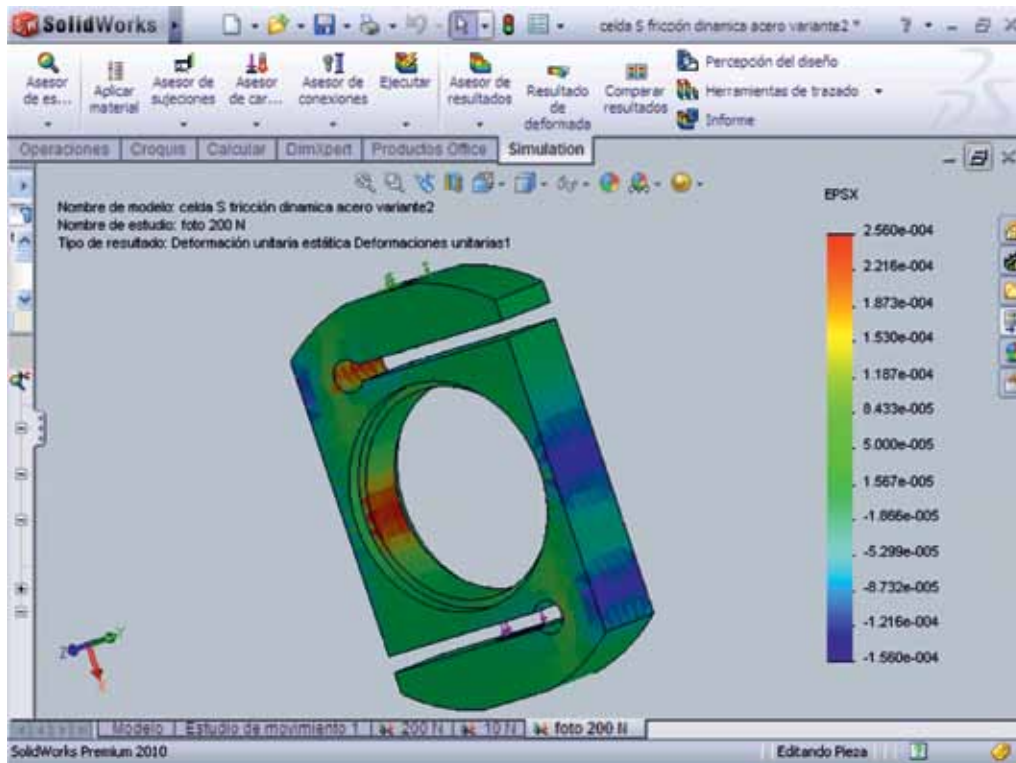 SolidWorks
celda S friccón dinamica acero variante2 *
Asesor de es...
Aplicar material
Asesor de sujeciones
Asesor de car...
Asesor de conexiones
Ejecutar
Asesor de resultados
Resultado de deformada
Comparar resultados
Percepción del diseño
Herramientas de trazado
Informe
Operaciones
Croquis
Calcular
DimXpert
Productos Office
Simulation
Nombre de modelo: celda S fricción dinamica acero variante2
Nombre de estudio: foto 200 N
Tipo de resultado: Deformación unitaria estática Deformaciones unitarias1
EPSX
2.560e-004
2.216e-004
1.873e-004
1.530e-004
1.187e-004
8.433e-005
5.000e-005
1.567e-005
-1.866e-005
-5.299e-005
-8.732e-005
-1.216e-004
-1.560e-004
Z
Y
X
Modelo
Estudio de movimiento 1
200 N
10 N
foto 200 N
SolidWorks Premium 2010
Editando Pieza